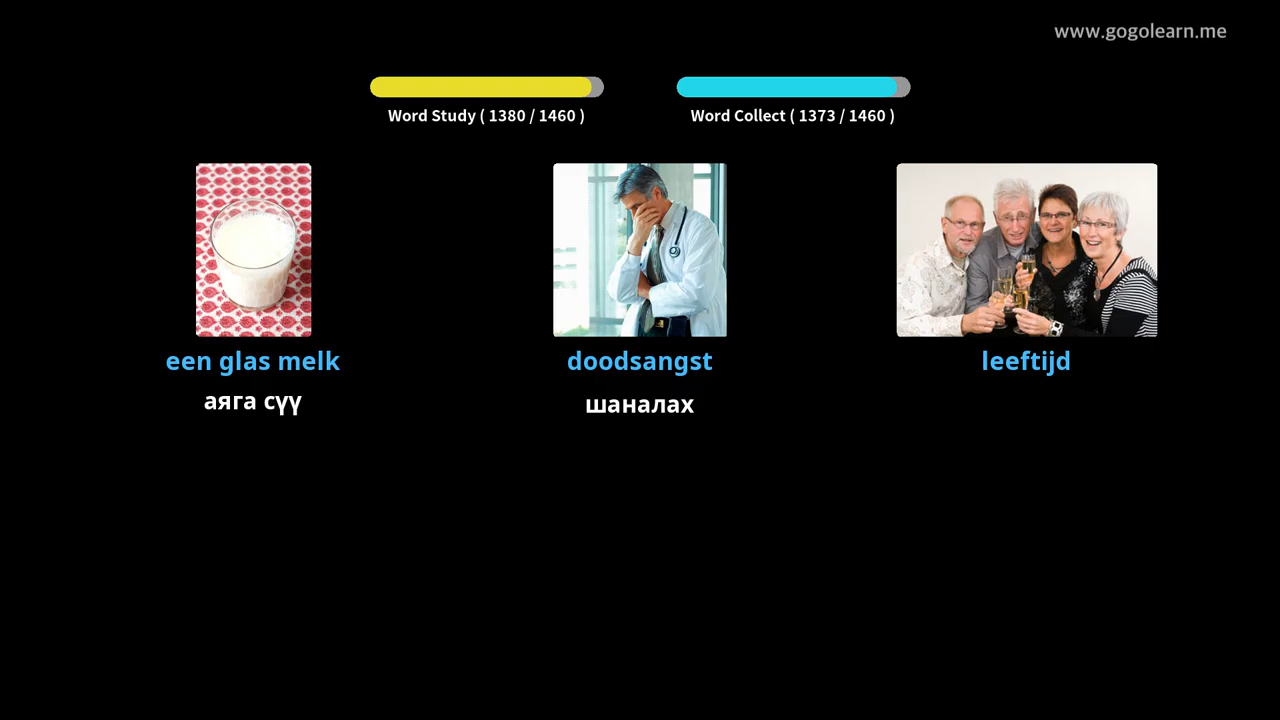 www.gogolearn.me
Word Study ( 1380 / 1460 )
Word Collect ( 1373 / 1460 )
een glas melk
doodsangst
leeftijd
аяга сүү
шаналах